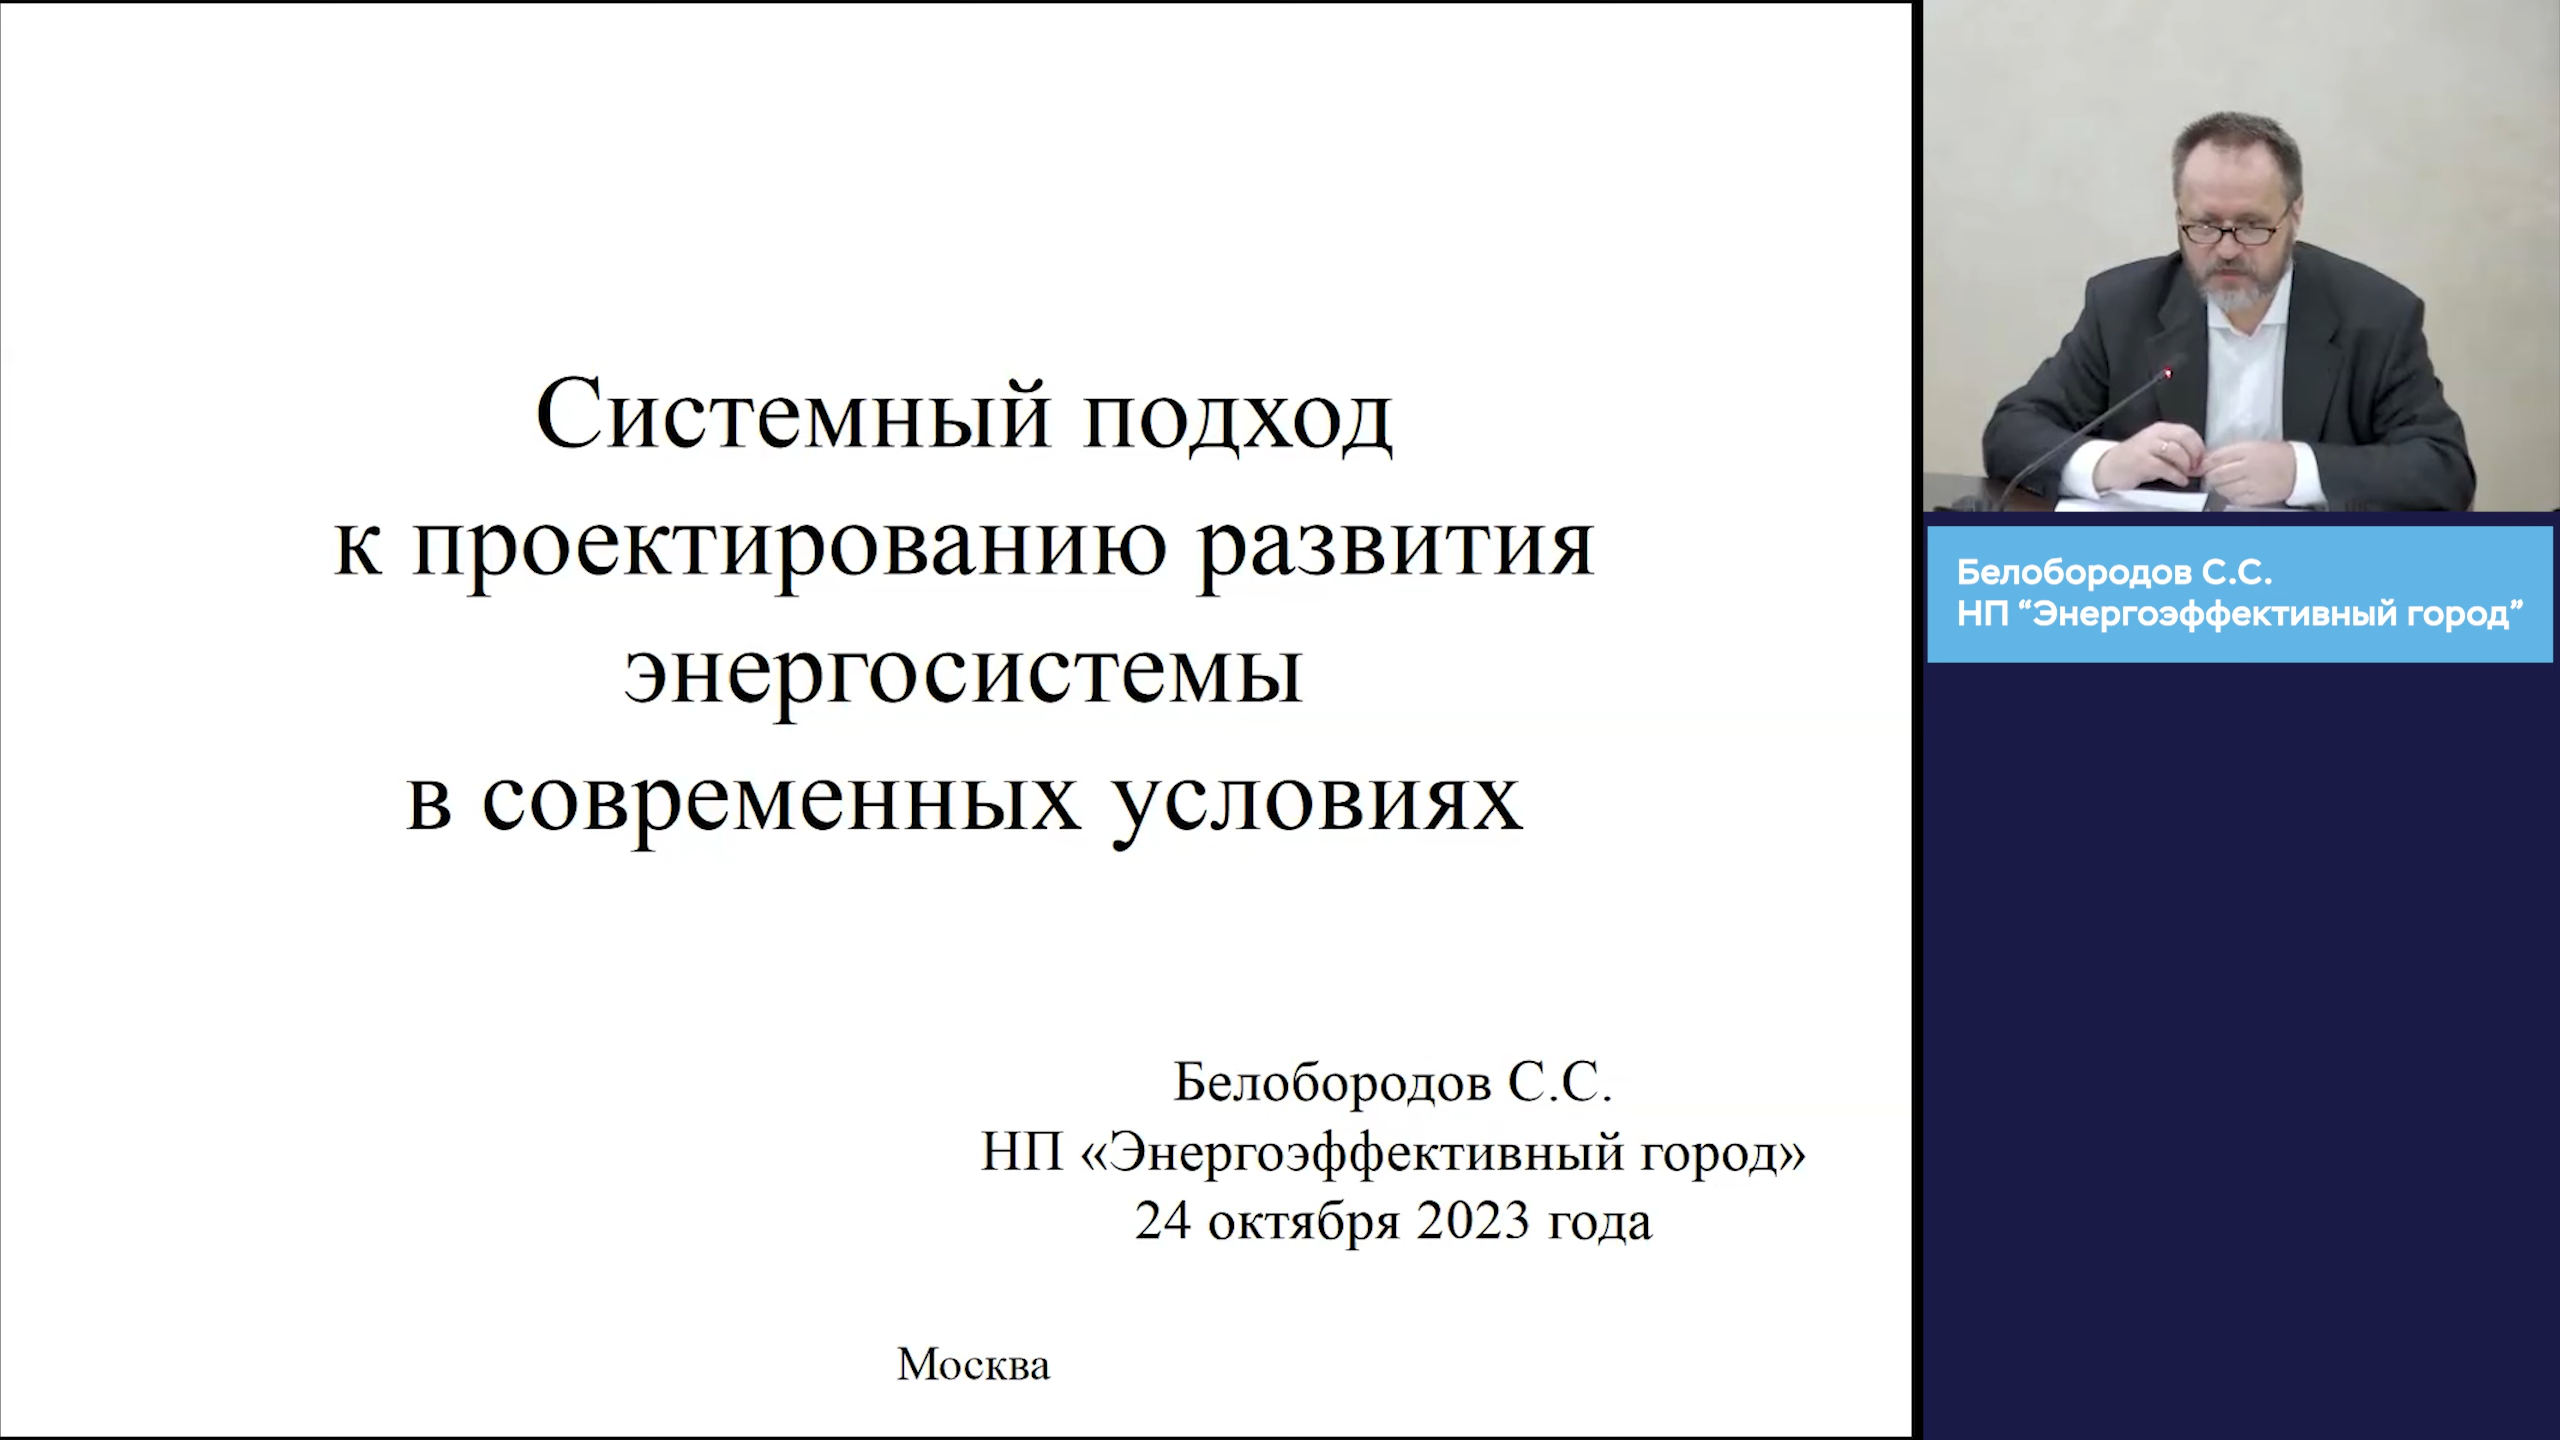 Системный подход
к проектированию развития
энергосистемы
в современных условиях
Белобородов С.С.
НП «Энергоэффективный город»
24 октября 2023 года
Москва
Белобородов С.С.
НП “Энергоэффективный город”